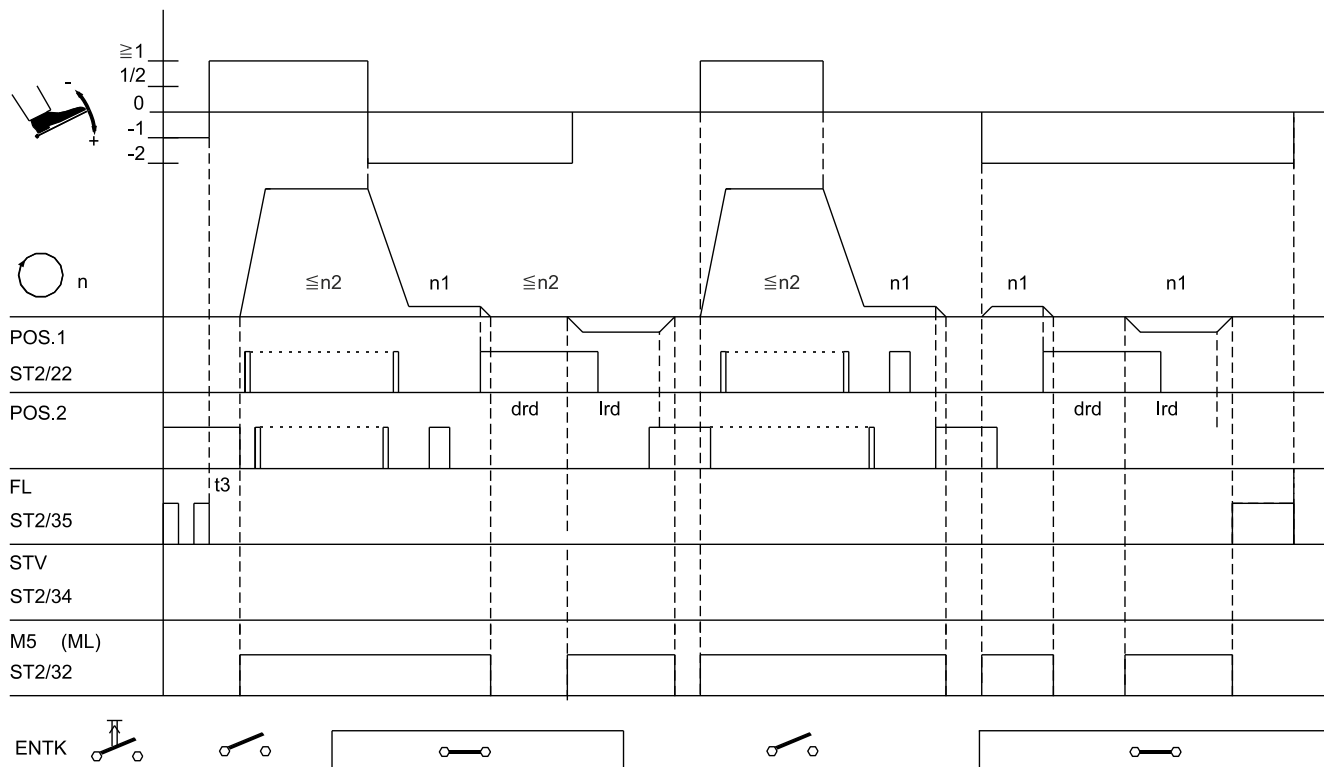 ≧1
1/2
0
-1
-2
-
+
n
≦n2 n1 ≦n2 ≦n2 n1 n1 n1
POS.1
ST2/22
POS.2 drd lrd drd lrd
FL t3
ST2/35
STV
ST2/34
M5 (ML)
ST2/32
ENTK